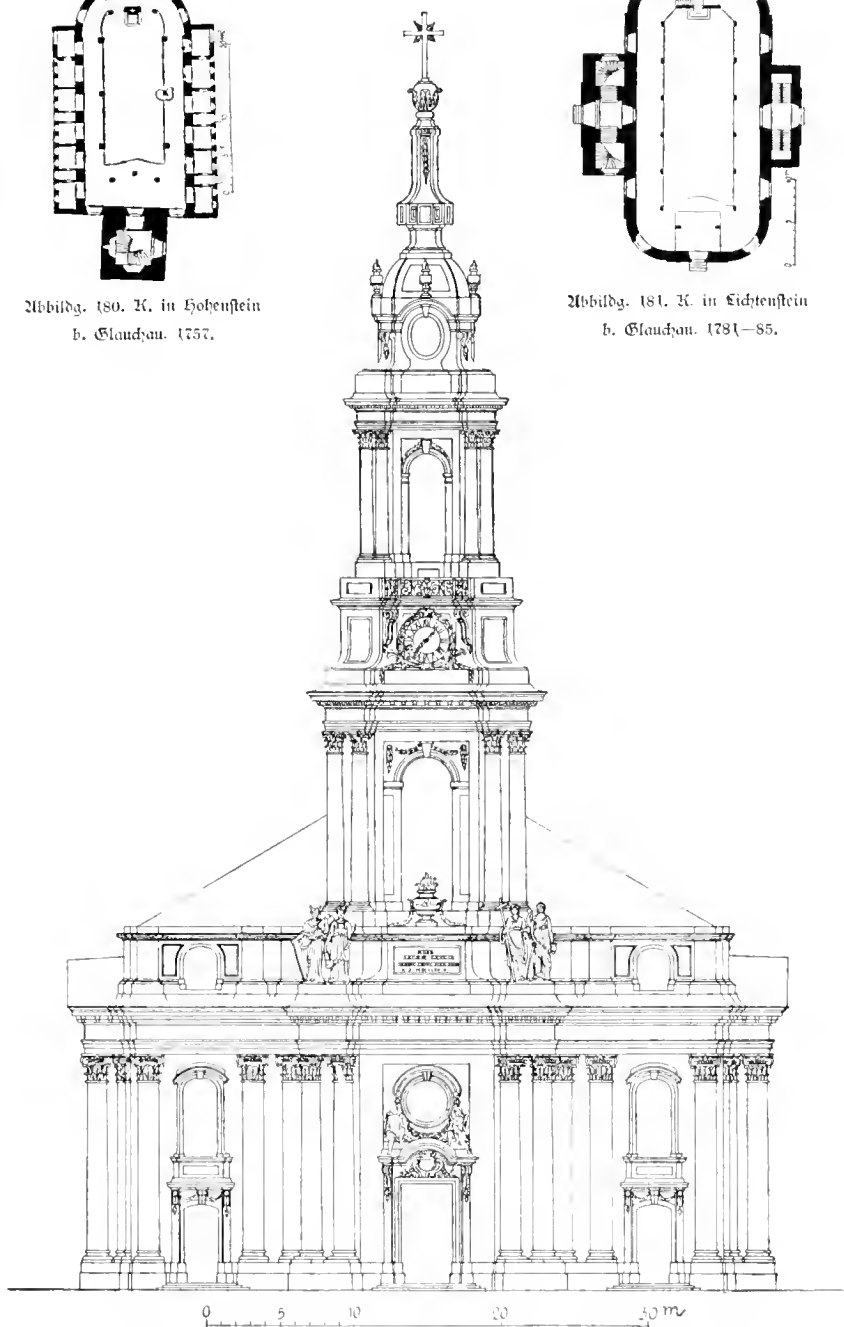 Abbildg. 180. K. in Hohenstein
b. Glauchau. 1757.
Abbildg. 181. K. in Lichtenstein
b. Glauchau. 1781—85.
0 5 10 20 30 m